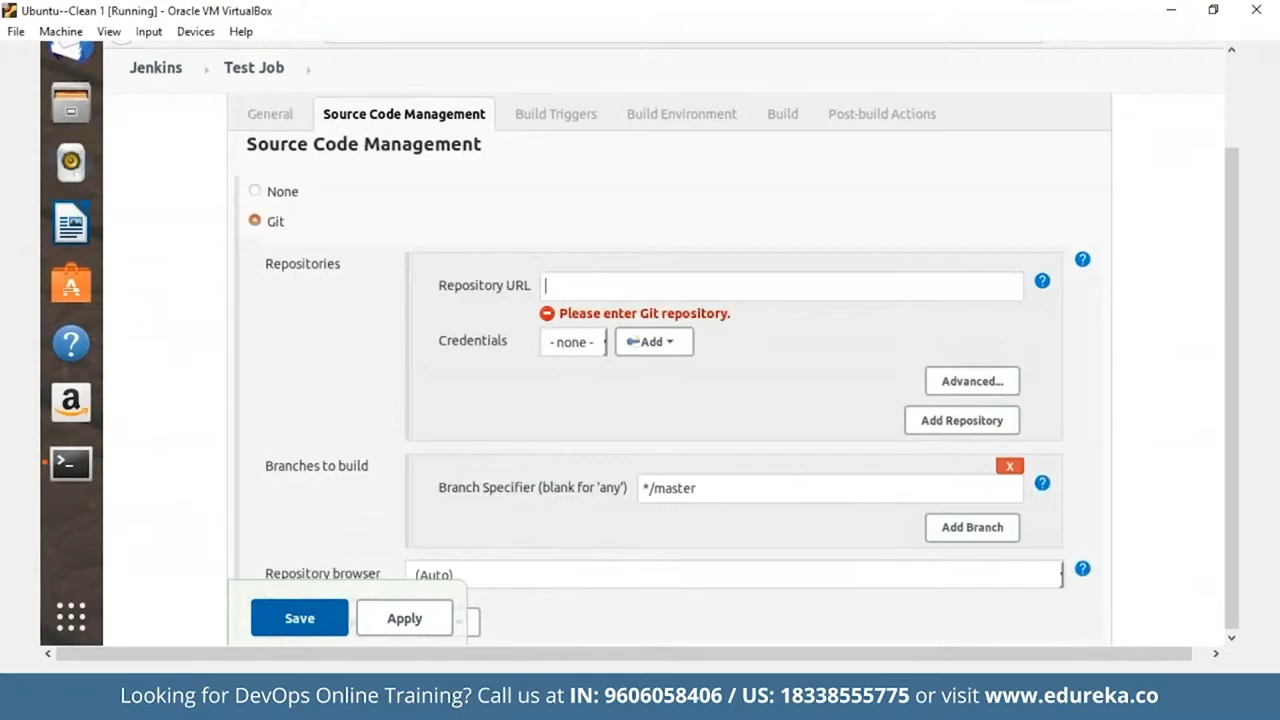 Ubuntu--Clean 1 [Running] - Oracle VM VirtualBox
File Machine View Input Devices Help
Jenkins Test Job
General Source Code Management Build Triggers Build Environment Build Post-build Actions
Source Code Management
None
Git
Repositories
Repository URL
Please enter Git repository.
Credentials - none - Add
Advanced...
Add Repository
Branches to build
X
Branch Specifier (blank for 'any') */master
Add Branch
Repository browser (Auto)
Save Apply
Looking for DevOps Online Training? Call us at IN: 9606058406 / US: 18338555775 or visit www.edureka.co